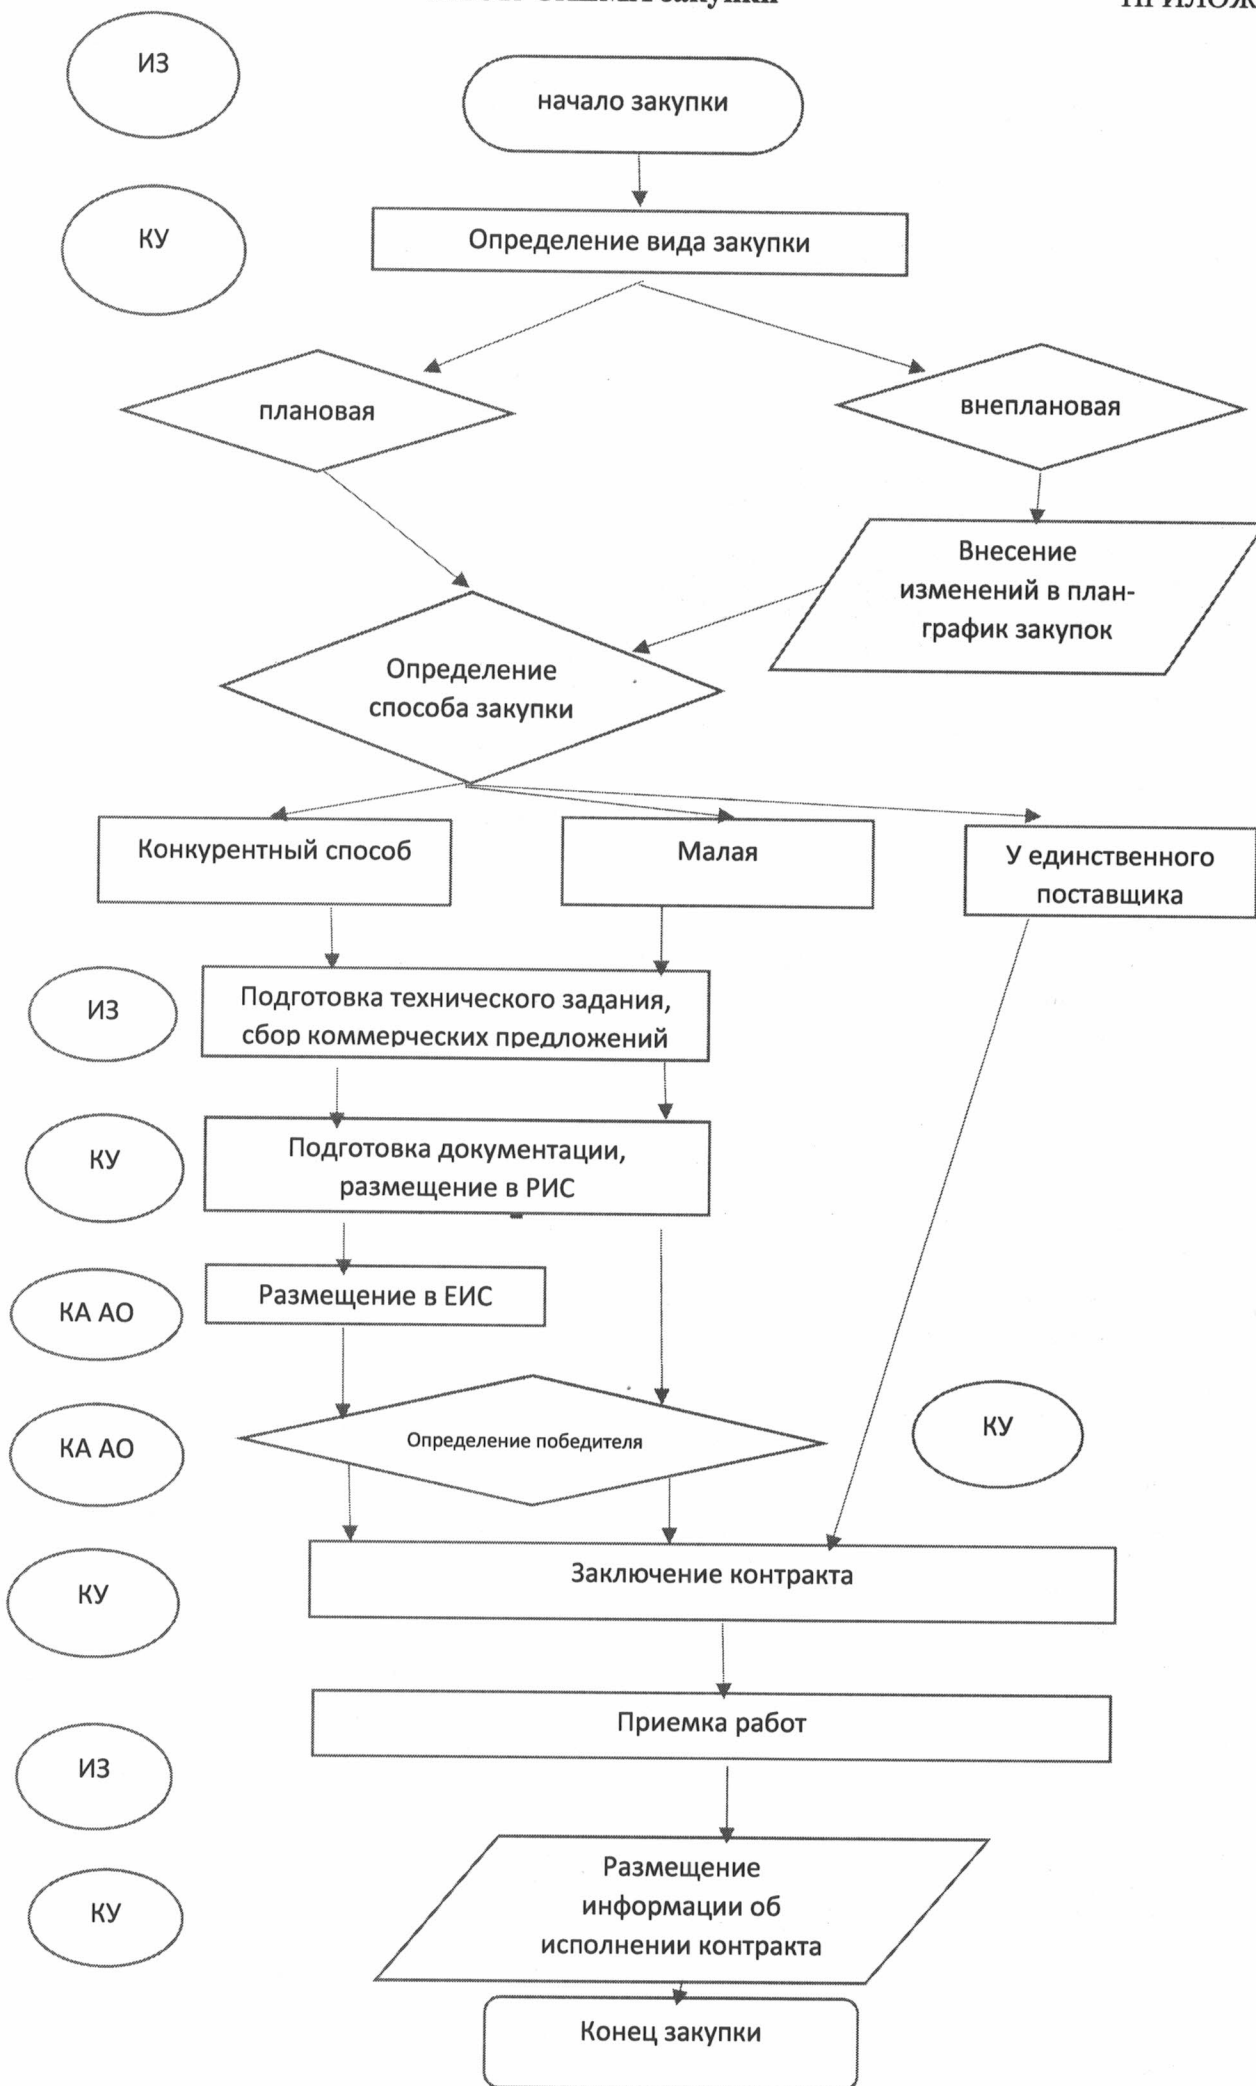 закупки
ИЗ
начало закупки
КУ
Определение вида закупки
плановая
внеплановая
Внесение
изменений в план-
график закупок
Определение
способа закупки
Конкурентный способ
Малая
У единственного
поставщика
ИЗ
Подготовка технического задания,
сбор коммерческих предложений
КУ
Подготовка документации,
размещение в РИС
КА АО
Размещение в ЕИС
КА АО
Определение победителя
КУ
КУ
Заключение контракта
Приемка работ
ИЗ
Размещение
информации об
исполнении контракта
КУ
Конец закупки